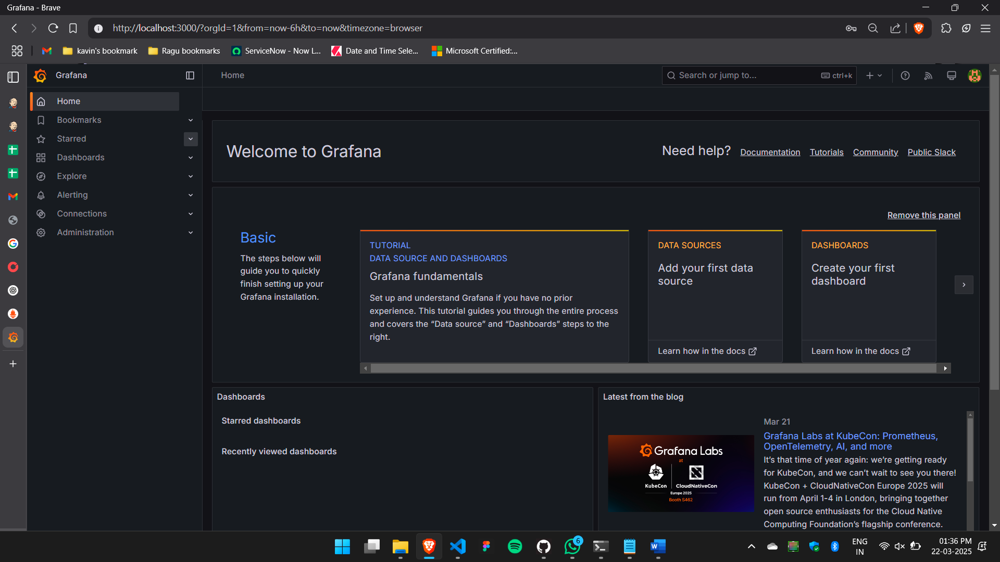 Grafana - Brave
http://localhost:3000/?orgId=1&from=now-6h&to=now&timezone=browser
kavin's bookmark
Ragu bookmarks
ServiceNow - Now L...
Date and Time Sele...
Microsoft Certified:...
Grafana
Home
Search or jump to...
ctrl+k
Home
Bookmarks
Starred
Dashboards
Explore
Alerting
Connections
Administration
Welcome to Grafana
Need help?
Documentation
Tutorials
Community
Public Slack
Remove this panel
Basic
The steps below will
guide you to quickly
finish setting up your
Grafana installation.
TUTORIAL
DATA SOURCE AND DASHBOARDS
Grafana fundamentals
Set up and understand Grafana if you have no prior
experience. This tutorial guides you through the entire process
and covers the “Data source” and “Dashboards” steps to the
right.
DATA SOURCES
Add your first data
source
Learn how in the docs
DASHBOARDS
Create your first
dashboard
Learn how in the docs
Dashboards
Starred dashboards
Recently viewed dashboards
Latest from the blog
Grafana Labs
at
KubeCon
CloudNativeCon
Europe 2025
Booth S462
Mar 21
Grafana Labs at KubeCon: Prometheus,
OpenTelemetry, AI, and more
It’s that time of year again: we’re getting ready
for KubeCon, and we can’t wait to see you there!
KubeCon + CloudNativeCon Europe 2025 will
run from April 1-4 in London, bringing together
open source enthusiasts for the Cloud Native
Computing Foundation’s flagship conference.
6
ENG
IN
01:36 PM
22-03-2025